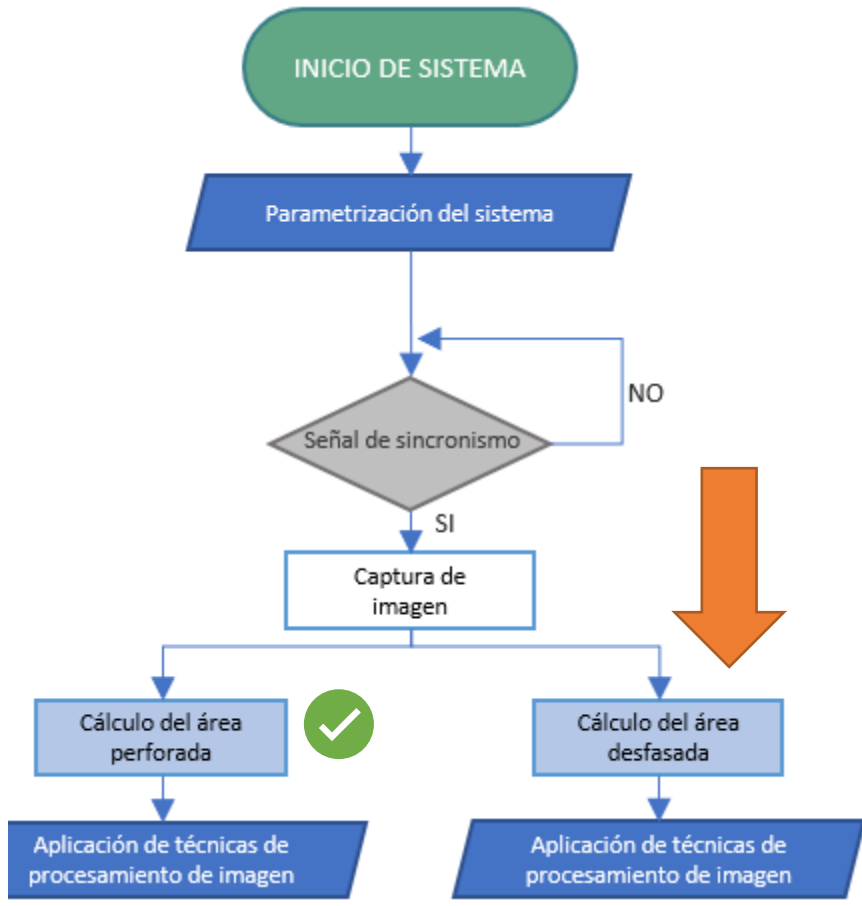 INICIO DE SISTEMA
Parametrización del sistema
NO
Señal de sincronismo
SI
Captura de
imagen
Cálculo del área
perforada
Cálculo del área
desfasada
Aplicación de técnicas de
procesamiento de imagen
Aplicación de técnicas de
procesamiento de imagen